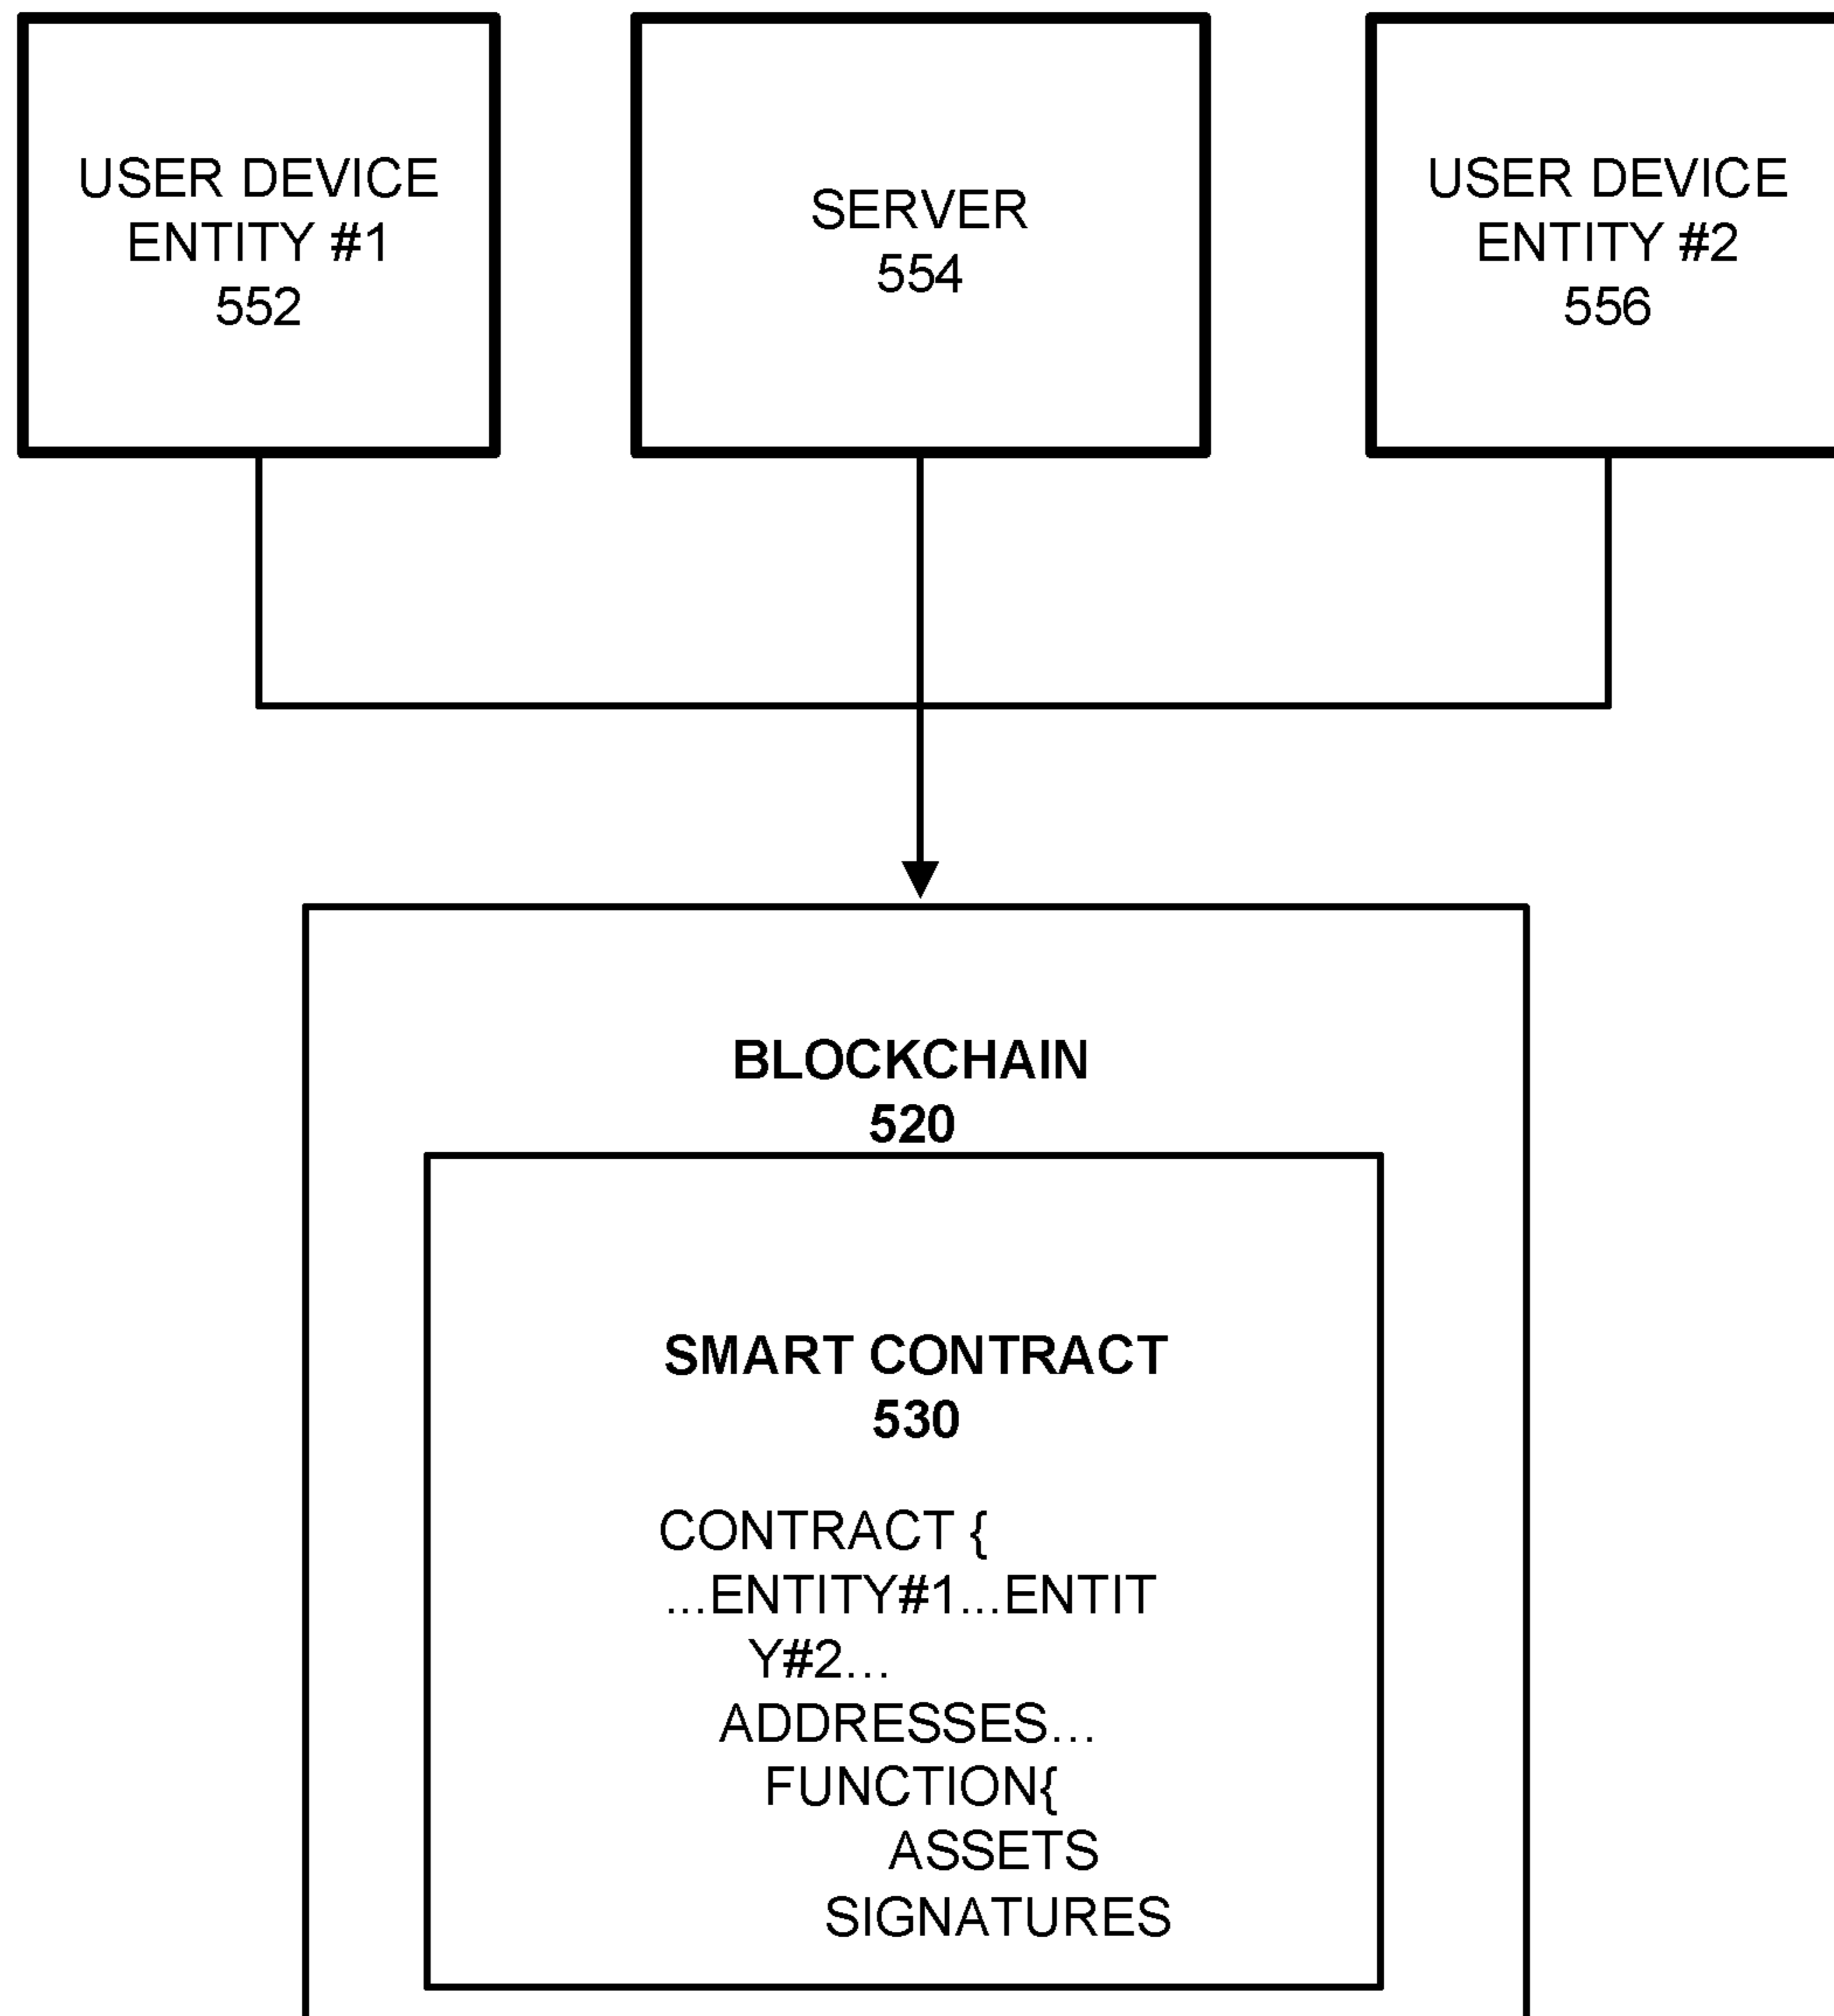 USER DEVICE
ENTITY #1
552
SERVER
554
USER DEVICE
ENTITY #2
556
BLOCKCHAIN
520
SMART CONTRACT
530
CONTRACT {
...ENTITY#1...ENTIT
Y#2...
ADDRESSES...
FUNCTION{
ASSETS
SIGNATURES